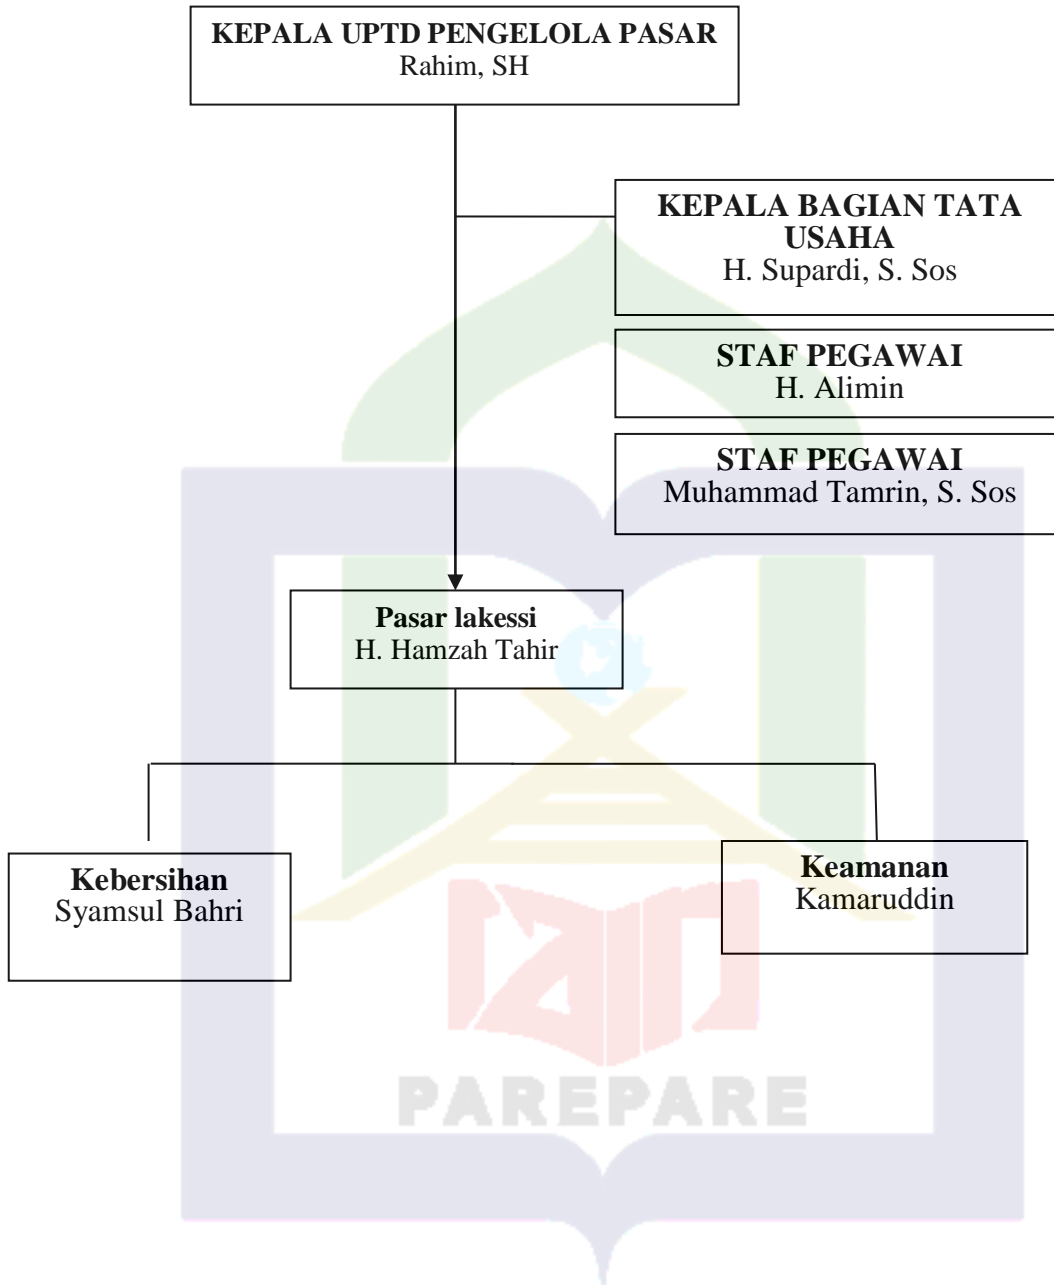 KEPALA UPTD PENGELOLA PASAR
Rahim, SH
KEPALA BAGIAN TATA
USAHA
H. Supardi, S. Sos
STAF PEGAWAI
H. Alimin
STAF PEGAWAI
Muhammad Tamrin, S. Sos
Pasar lakessi
H. Hamzah Tahir
Kebersihan
Syamsul Bahri
Keamanan
Kamaruddin
PAREPARE